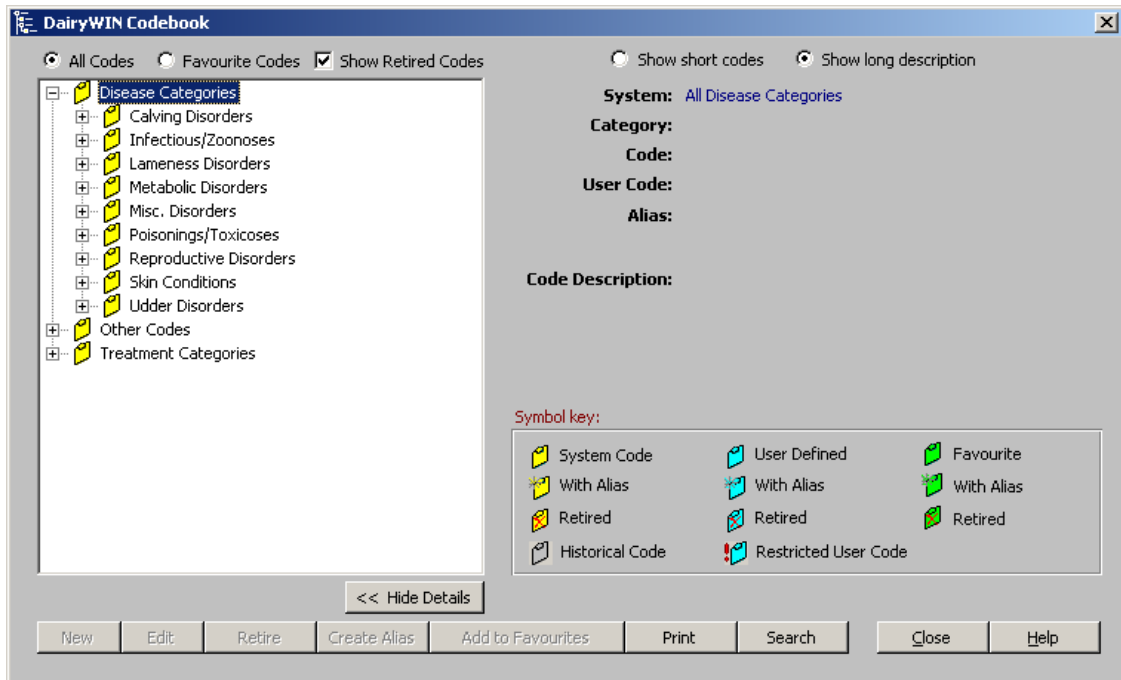 DairyWIN Codebook
All Codes Favourite Codes Show Retired Codes Show short codes Show long description
Disease Categories
Calving Disorders
Infectious/Zoonoses
Lameness Disorders
Metabolic Disorders
Misc. Disorders
Poisonings/Toxicoses
Reproductive Disorders
Skin Conditions
Udder Disorders
Other Codes
Treatment Categories
System: All Disease Categories
Category:
Code:
User Code:
Alias:
Code Description:
Symbol key:
System Code User Defined Favourite
With Alias With Alias With Alias
Retired Retired Retired
Historical Code Restricted User Code
<< Hide Details
New Edit Retire Create Alias Add to Favourites Print Search Close Help